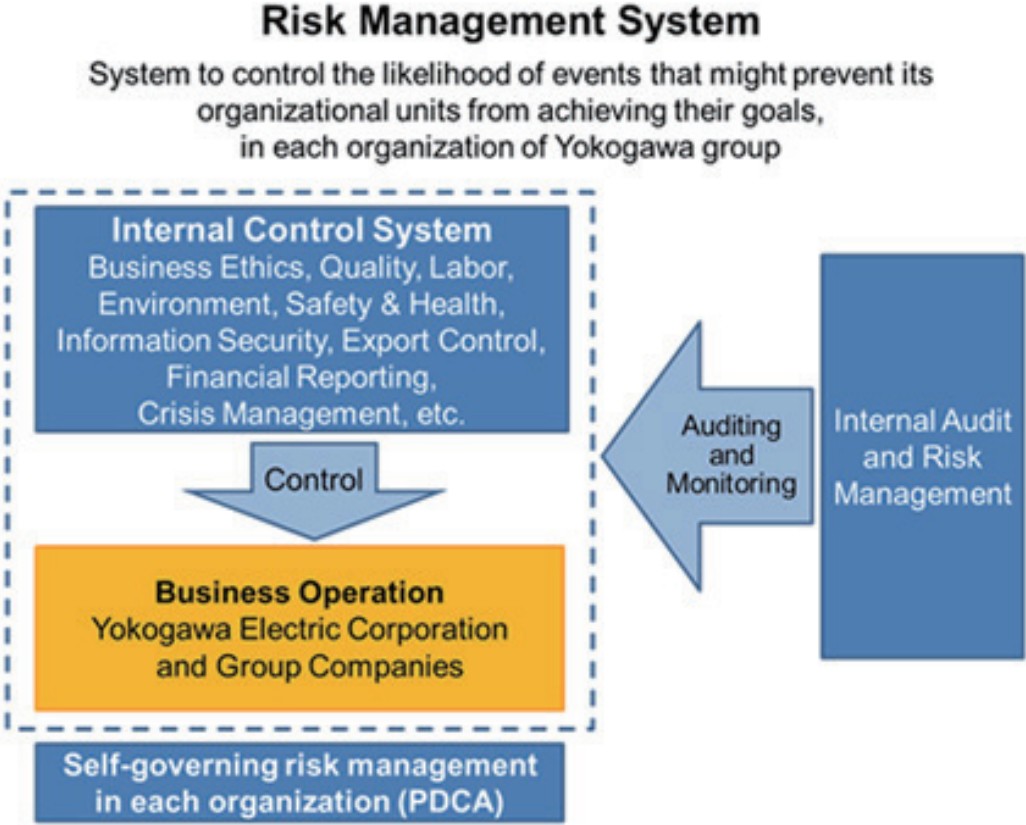 Risk Management System
System to control the likelihood of events that might prevent its
organizational units from achieving their goals,
in each organization of Yokogawa group
Internal Control System
Business Ethics, Quality, Labor,
Environment, Safety & Health,
Information Security, Export Control,
Financial Reporting,
Crisis Management, etc.
Control
Business Operation
Yokogawa Electric Corporation
and Group Companies
Self-governing risk management
in each organization (PDCA)
Auditing
and
Monitoring
Internal Audit
and Risk
Management